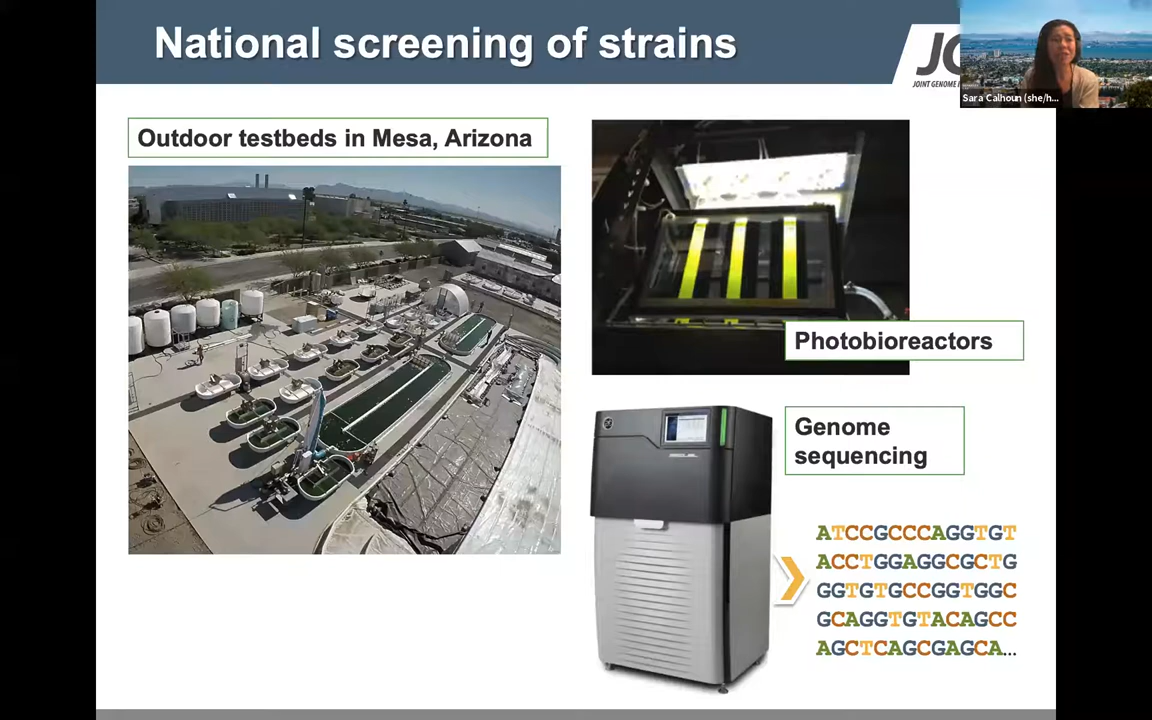 National screening of strains
JOINT GENOME
Sara Calhoun (she/h...
Outdoor testbeds in Mesa, Arizona
Photobioreactors
Genome
sequencing
ATCCGCCCAGGTGT
ACCTGGAGGCGCTG
GGTGTGCCGGTGGC
GCAGGTGTACAGCC
AGCTCAGCGAGCA...